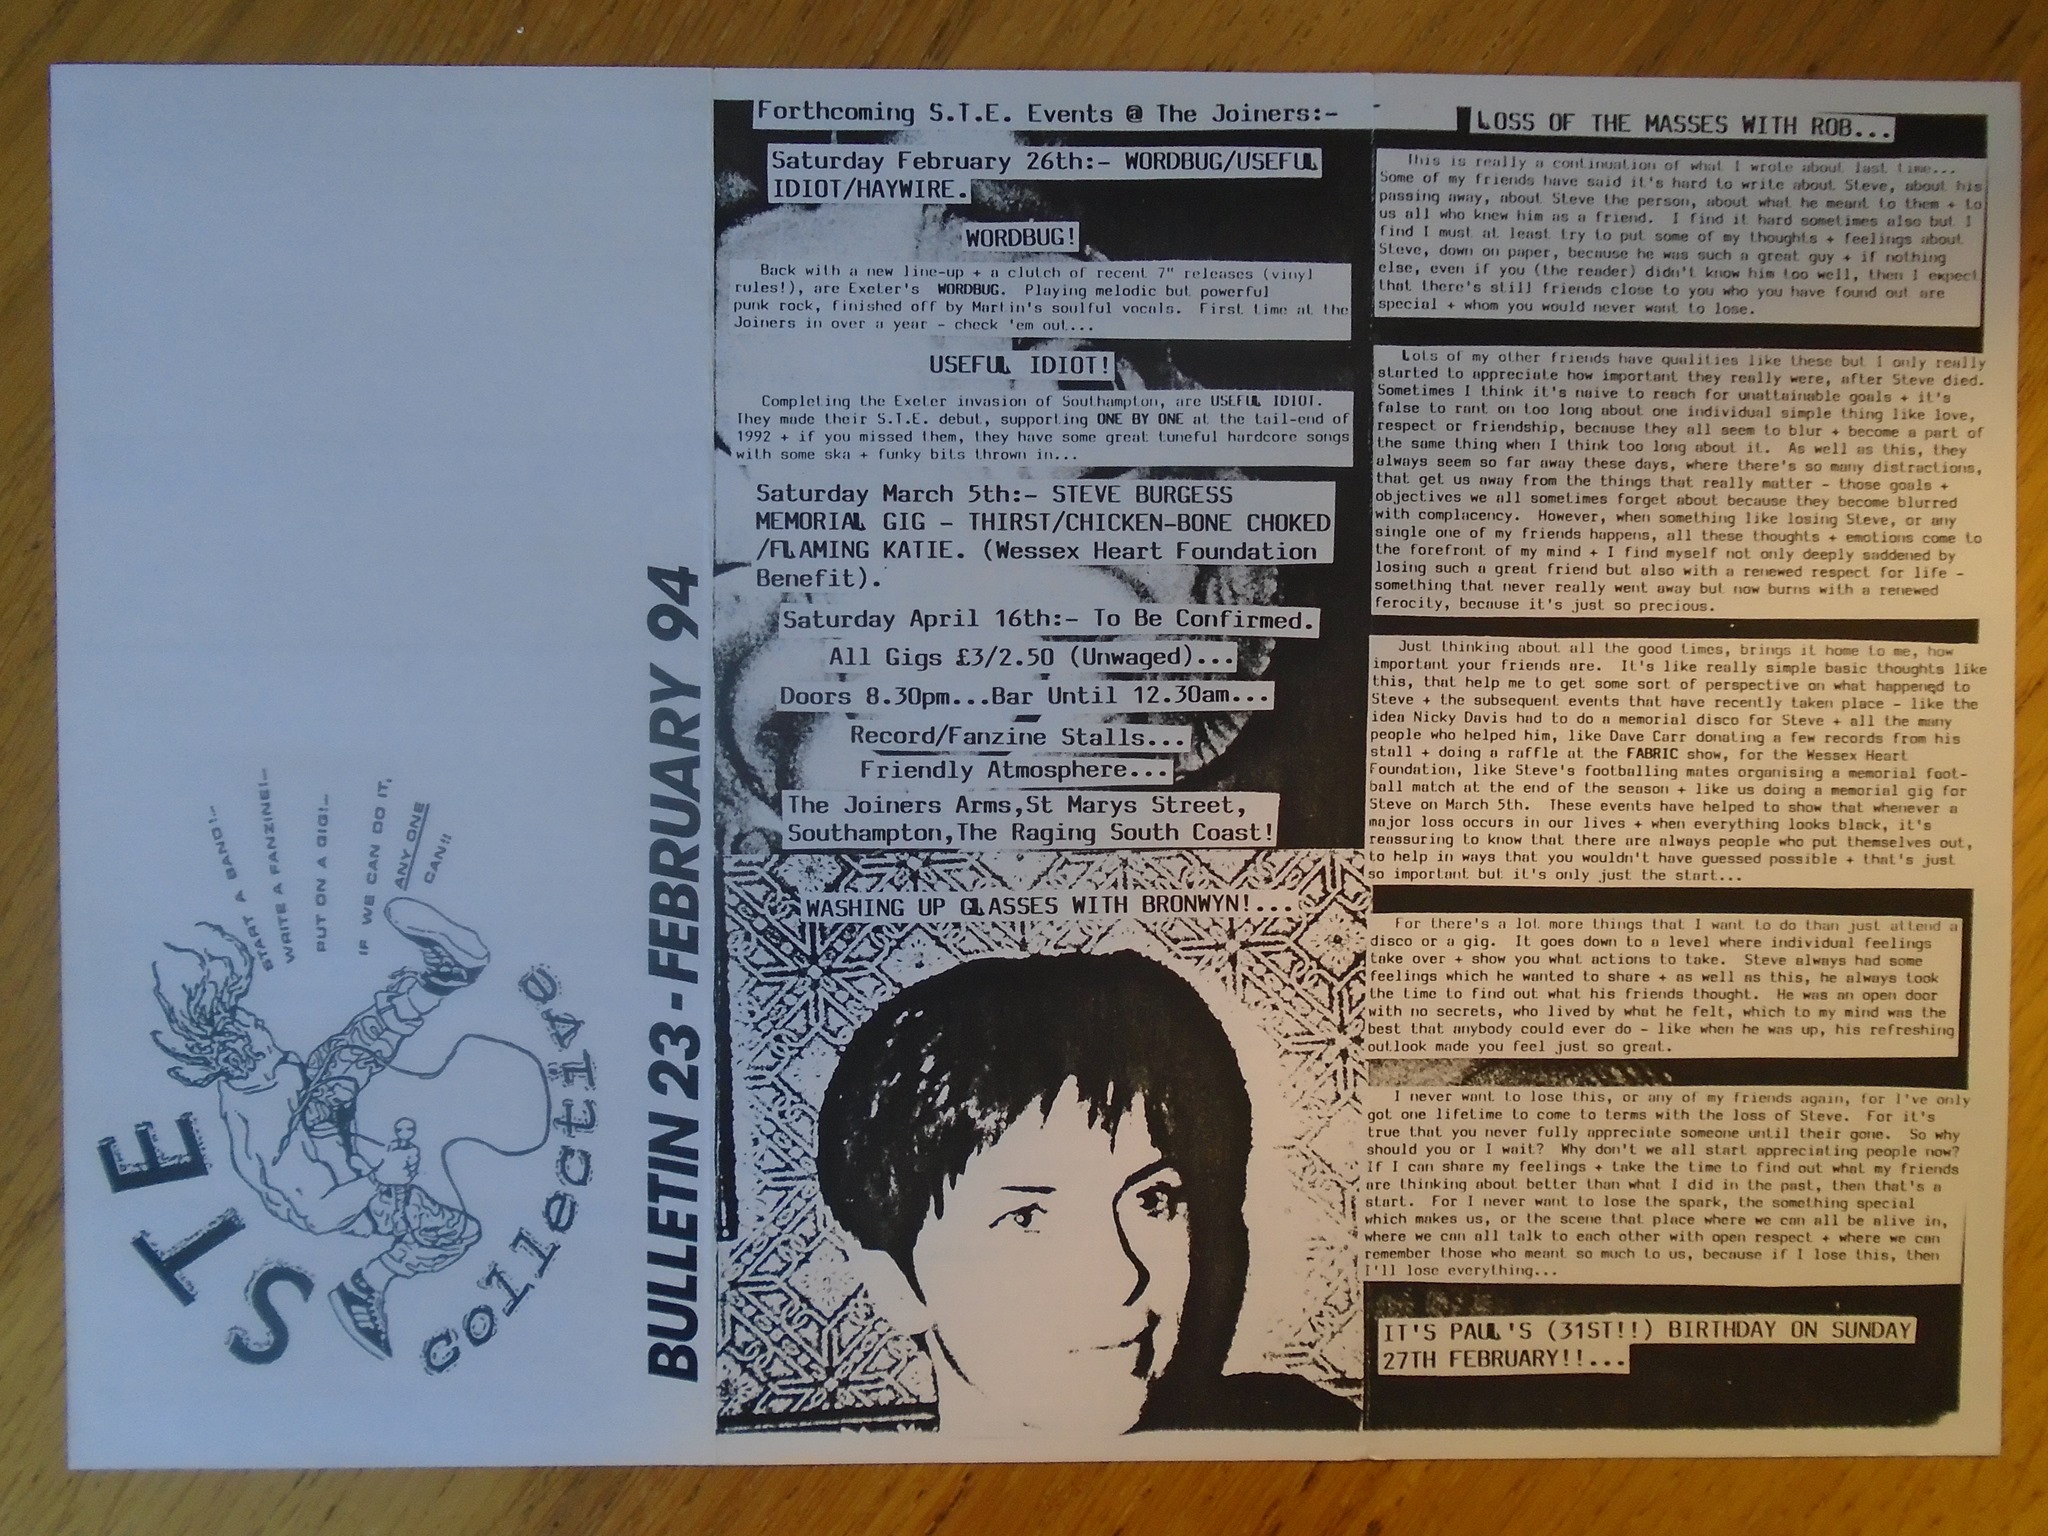 STE
collective
START A BAND!..
WRITE A FANZINE!..
PUT ON A GIG!..
IF WE CAN DO IT,
ANY ONE
CAN!!
BULLETIN 23 - FEBRUARY 94
Forthcoming S.T.E. Events @ The Joiners:-
Saturday February 26th:- WORDBUG/USEFUL
IDIOT/HAYWIRE.
WORDBUG!
Back with a new line-up + a clutch of recent 7" releases (vinyl
rules!), are Exeter's WORDBUG. Playing melodic but powerful
punk rock, finished off by Martin's soulful vocals. First time at the
Joiners in over a year - check 'em out...
USEFUL IDIOT!
Completing the Exeter invasion of Southampton, are USEFUL IDIOT.
They made their S.T.E. debut, supporting ONE BY ONE at the tail-end of
1992 + if you missed them, they have some great tuneful hardcore songs
with some ska + funky bits thrown in...
Saturday March 5th:- STEVE BURGESS
MEMORIAL GIG - THIRST/CHICKEN-BONE CHOKED
/FLAMING KATIE. (Wessex Heart Foundation
Benefit).
Saturday April 16th:- To Be Confirmed.
All Gigs £3/2.50 (Unwaged)...
Doors 8.30pm...Bar Until 12.30am...
Record/Fanzine Stalls...
Friendly Atmosphere...
The Joiners Arms,St Marys Street,
Southampton,The Raging South Coast!
WASHING UP GLASSES WITH BRONWYN!...
LOSS OF THE MASSES WITH ROB...
This is really a continuation of what I wrote about last time...
Some of my friends have said it's hard to write about Steve, about his
passing away, about Steve the person, about what he meant to them + to
us all who knew him as a friend. I find it hard sometimes also but I
find I must at least try to put some of my thoughts + feelings about
Steve, down on paper, because he was such a great guy + if nothing
else, even if you (the reader) didn't know him too well, then I expect
that there's still friends close to you who you have found out are
special + whom you would never want to lose.
Lots of my other friends have qualities like these but I only really
started to appreciate how important they really were, after Steve died.
Sometimes I think it's naive to reach for unattainable goals + it's
false to rant on too long about one individual simple thing like love,
respect or friendship, because they all seem to blur + become a part of
the same thing when I think too long about it. As well as this, they
always seem so far away these days, where there's so many distractions,
that get us away from the things that really matter - those goals +
objectives we all sometimes forget about because they become blurred
with complacency. However, when something like losing Steve, or any
single one of my friends happens, all these thoughts + emotions come to
the forefront of my mind + I find myself not only deeply saddened by
losing such a great friend but also with a renewed respect for life -
something that never really went away but now burns with a renewed
ferocity, because it's just so precious.
Just thinking about all the good times, brings it home to me, how
important your friends are. It's like really simple basic thoughts like
this, that help me to get some sort of perspective on what happened to
Steve + the subsequent events that have recently taken place - like the
idea Nicky Davis had to do a memorial disco for Steve + all the many
people who helped him, like Dave Carr donating a few records from his
stall + doing a raffle at the FABRIC show, for the Wessex Heart
Foundation, like Steve's footballing mates organising a memorial foot-
ball match at the end of the season + like us doing a memorial gig for
Steve on March 5th. These events have helped to show that whenever a
major loss occurs in our lives + when everything looks black, it's
reassuring to know that there are always people who put themselves out,
to help in ways that you wouldn't have guessed possible + that's just
so important but it's only just the start...
For there's a lot more things that I want to do than just attend a
disco or a gig. It goes down to a level where individual feelings
take over + show you what actions to take. Steve always had some
feelings which he wanted to share + as well as this, he always took
the time to find out what his friends thought. He was an open door
with no secrets, who lived by what he felt, which to my mind was the
best that anybody could ever do - like when he was up, his refreshing
outlook made you feel just so great.
I never want to lose this, or any of my friends again, for I've only
got one lifetime to come to terms with the loss of Steve. For it's
true that you never fully appreciate someone until their gone. So why
should you or I wait? Why don't we all start appreciating people now?
If I can share my feelings + take the time to find out what my friends
are thinking about better than what I did in the past, then that's a
start. For I never want to lose the spark, the something special
which makes us, or the scene that place where we can all be alive in,
where we can all talk to each other with open respect + where we can
remember those who meant so much to us, because if I lose this, then
I'll lose everything...
IT'S PAUL'S (31ST!!) BIRTHDAY ON SUNDAY
27TH FEBRUARY!!...